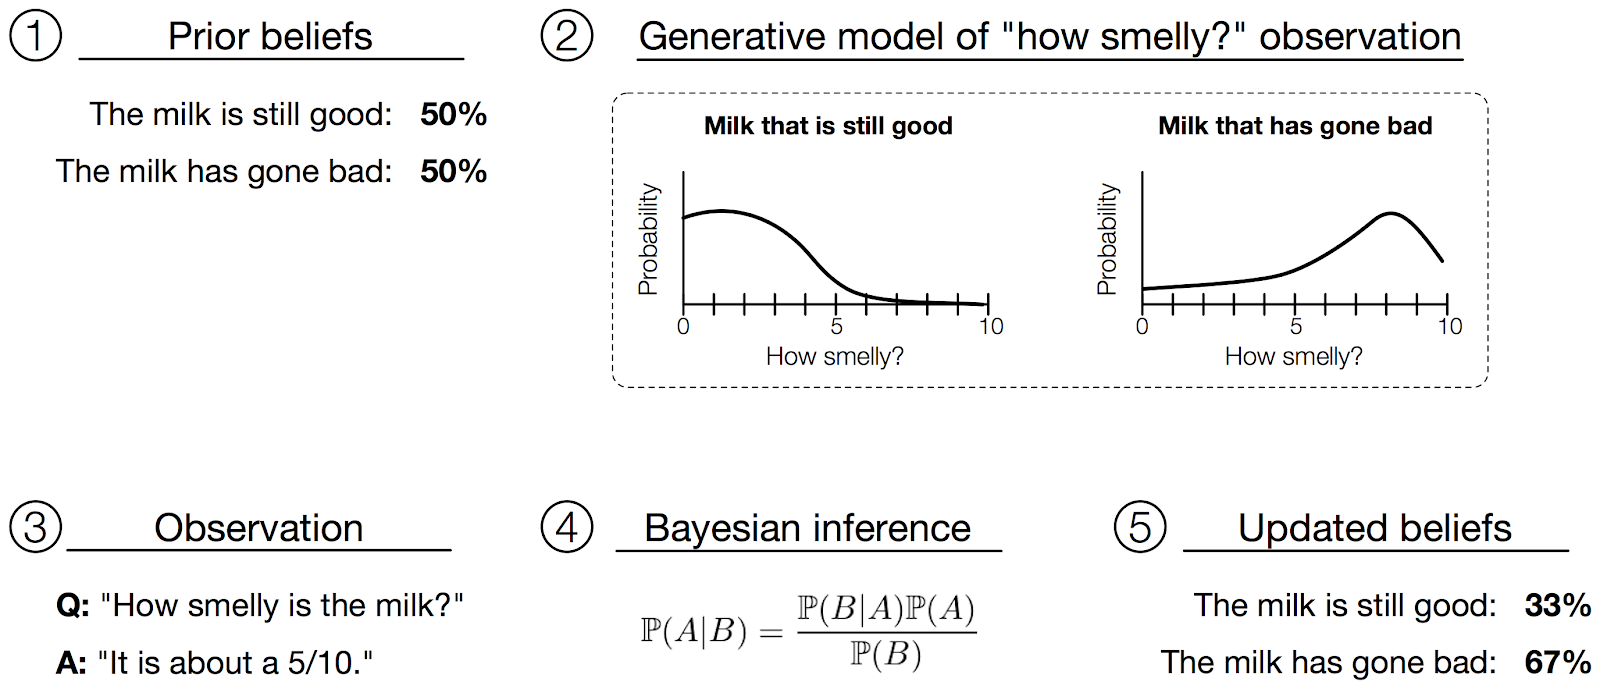 1 Prior beliefs
The milk is still good: 50%
The milk has gone bad: 50%
2 Generative model of "how smelly?" observation
Milk that is still good
Probability
0 5 10
How smelly?
Milk that has gone bad
Probability
0 5 10
How smelly?
3 Observation
Q: "How smelly is the milk?"
A: "It is about a 5/10."
4 Bayesian inference
ℙ(A|B) = ℙ(B|A)ℙ(A) / ℙ(B)
5 Updated beliefs
The milk is still good: 33%
The milk has gone bad: 67%